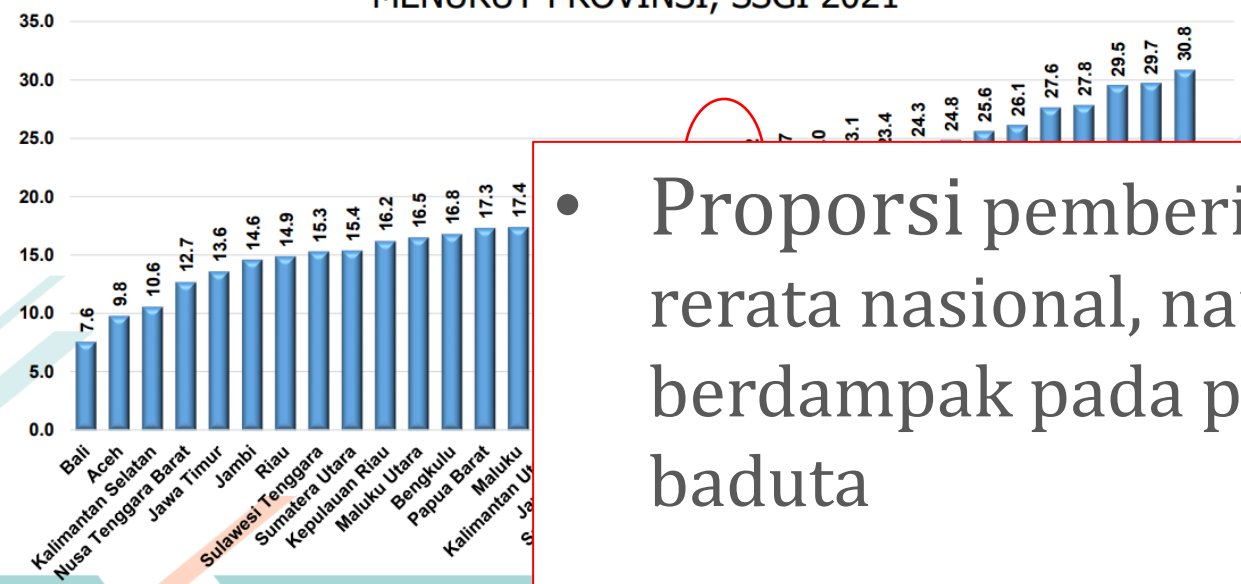 MENURUT PROVINSI, SSGI 2021
35.0
30.0
25.0
20.0
15.0
10.0
5.0
0.0
7.6
9.8
10.6
12.7
13.6
14.6
14.9
15.3
15.4
16.2
16.5
16.8
17.3
17.4
3.1
23.4
24.3
24.8
25.6
26.1
27.6
27.8
29.5
29.7
30.8
Bali
Aceh
Kalimantan Selatan
Nusa Tenggara Barat
Jawa Timur
Jambi
Riau
Sulawesi Tenggara
Sumatera Utara
Kepulauan Riau
Maluku Utara
Bengkulu
Papua Barat
Maluku
Kalimantan Ut
Ja
S
• Proporsi pemberi
rerata nasional, na
berdampak pada p
baduta